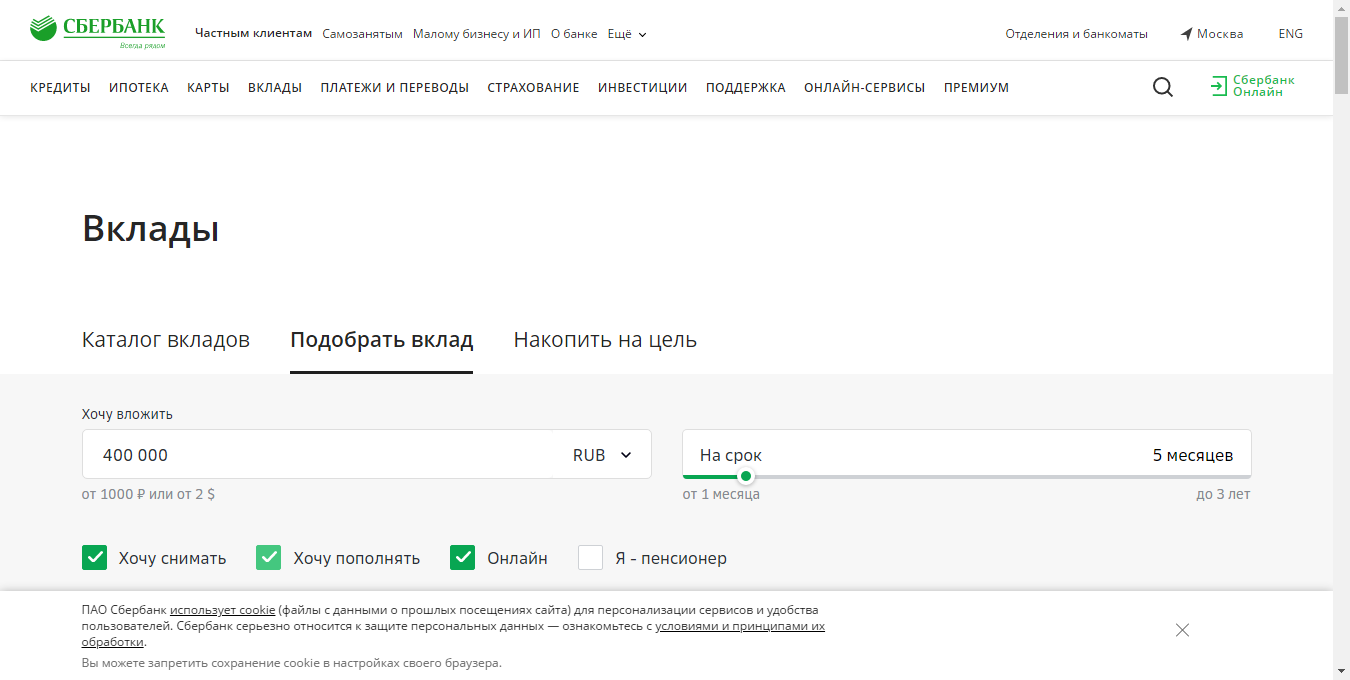 СБЕРБАНК
Всегда рядом
Частным клиентам Самозанятым Малому бизнесу и ИП О банке Ещё
Отделения и банкоматы Москва ENG
КРЕДИТЫ ИПОТЕКА КАРТЫ ВКЛАДЫ ПЛАТЕЖИ И ПЕРЕВОДЫ СТРАХОВАНИЕ ИНВЕСТИЦИИ ПОДДЕРЖКА ОНЛАЙН-СЕРВИСЫ ПРЕМИУМ
Сбербанк
Онлайн
Вклады
Каталог вкладов Подобрать вклад Накопить на цель
Хочу вложить
400 000 RUB
На срок 5 месяцев
от 1000 ₽ или от 2 $
от 1 месяца до 3 лет
Хочу снимать Хочу пополнять Онлайн Я - пенсионер
ПАО Сбербанк использует cookie (файлы с данными о прошлых посещениях сайта) для персонализации сервисов и удобства
пользователей. Сбербанк серьезно относится к защите персональных данных — ознакомьтесь с условиями и принципами их
обработки.
Вы можете запретить сохранение cookie в настройках своего браузера.